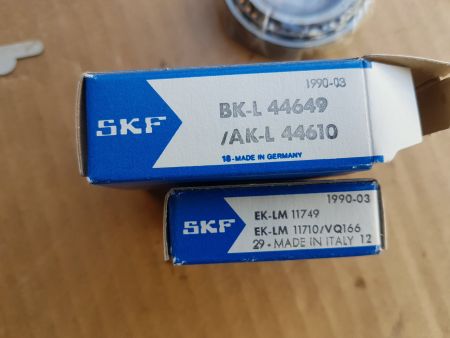 1990-03
SKF
BK-L 44649
/AK-L 44610
18-MADE IN GERMANY
1990-03
SKF
EK-LM 11749
EK-LM 11710/VQ166
29-MADE IN ITALY 12